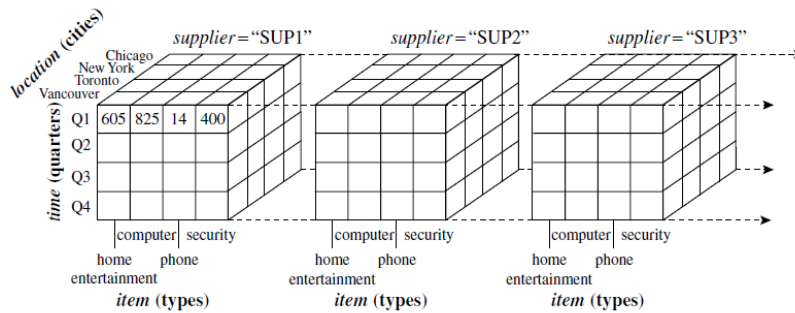 location (cities)
supplier=“SUP1” supplier=“SUP2” supplier=“SUP3”
Chicago
New York
Toronto
Vancouver
time (quarters)
Q1 605 825 14 400
Q2
Q3
Q4
computer security computer security computer security
home phone home phone home phone
entertainment entertainment entertainment
item (types) item (types) item (types)